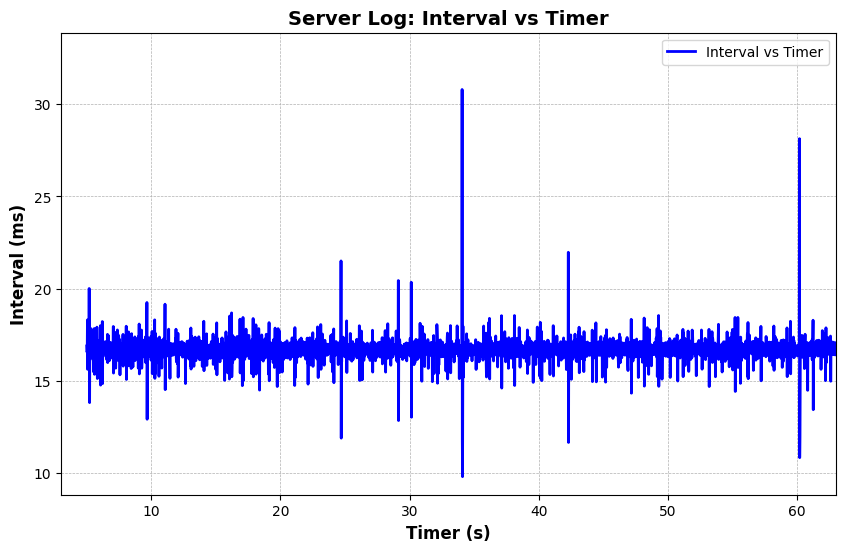 Server Log: Interval vs Timer
Interval vs Timer
30
25
20
15
10
Interval (ms)
10 20 30 40 50 60
Timer (s)